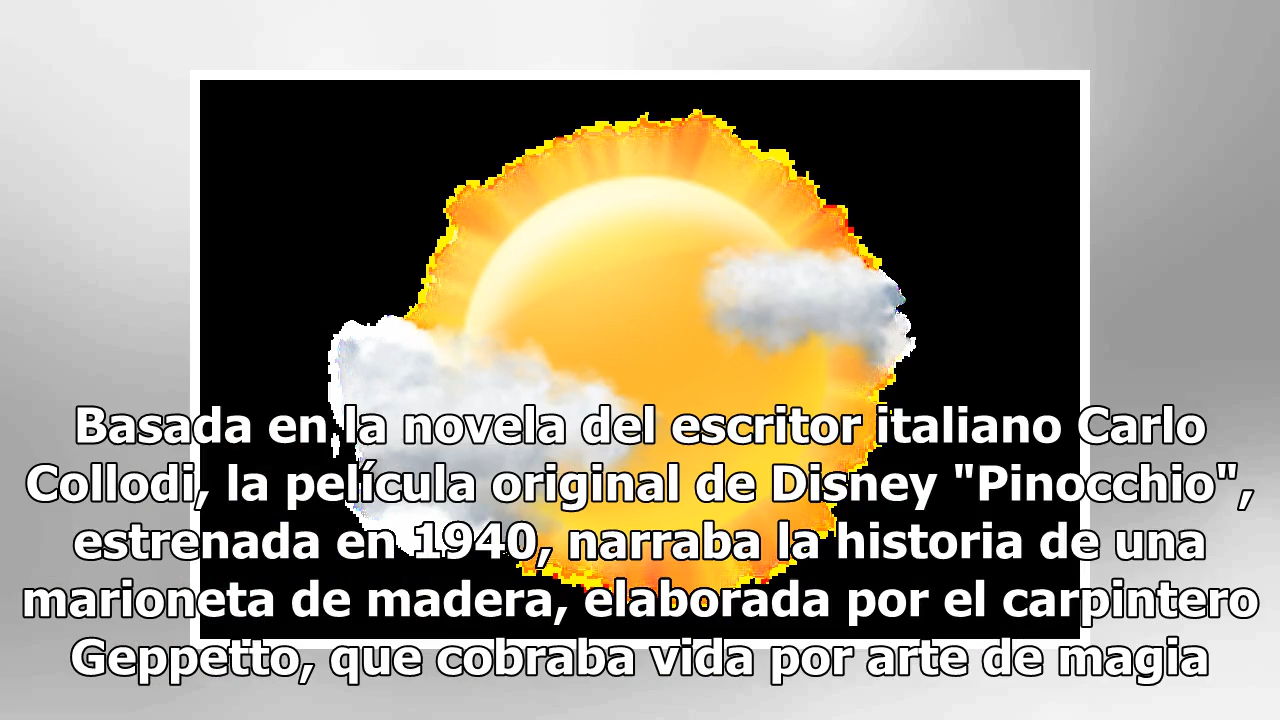 Basada en la novela del escritor italiano Carlo
Collodi, la película original de Disney "Pinocchio",
estrenada en 1940, narraba la historia de una
marioneta de madera, elaborada por el carpintero
Geppetto, que cobraba vida por arte de magia